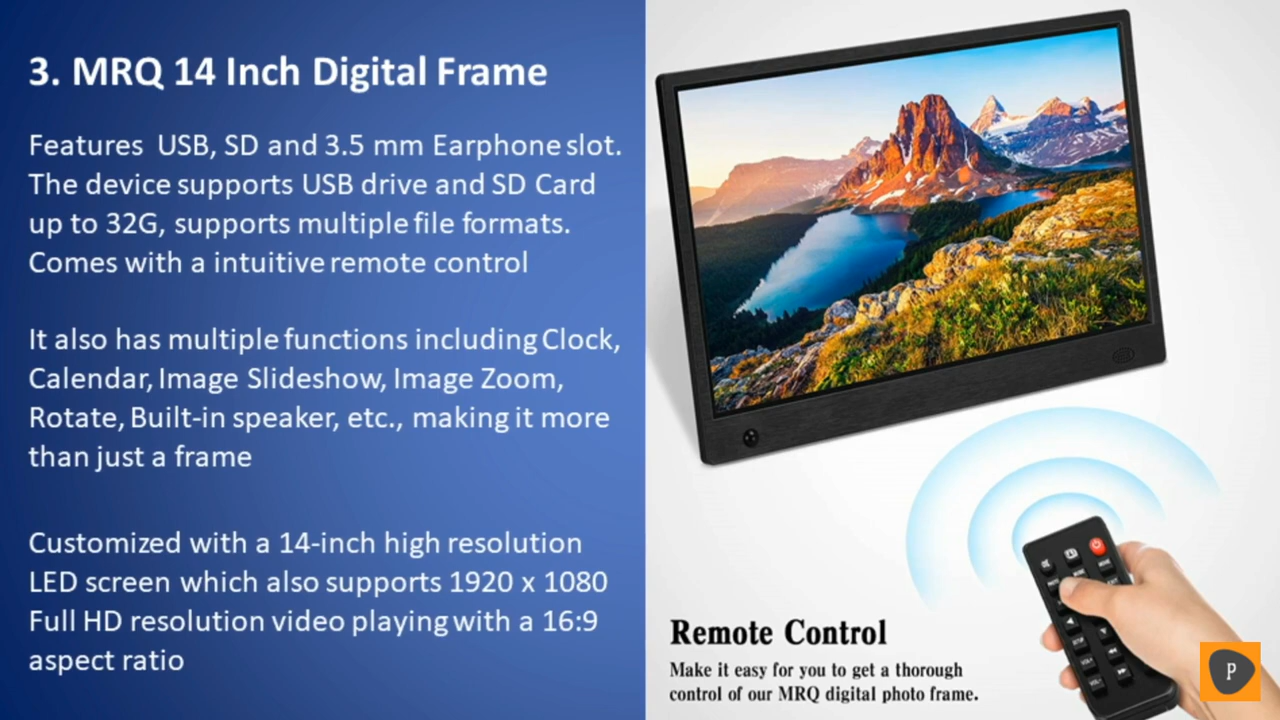 3. MRQ 14 Inch Digital Frame
Features USB, SD and 3.5 mm Earphone slot.
The device supports USB drive and SD Card
up to 32G, supports multiple file formats.
Comes with a intuitive remote control
It also has multiple functions including Clock,
Calendar, Image Slideshow, Image Zoom,
Rotate, Built-in speaker, etc., making it more
than just a frame
Customized with a 14-inch high resolution
LED screen which also supports 1920 x 1080
Full HD resolution video playing with a 16:9
aspect ratio
Remote Control
Make it easy for you to get a thorough
control of our MRQ digital photo frame.
P